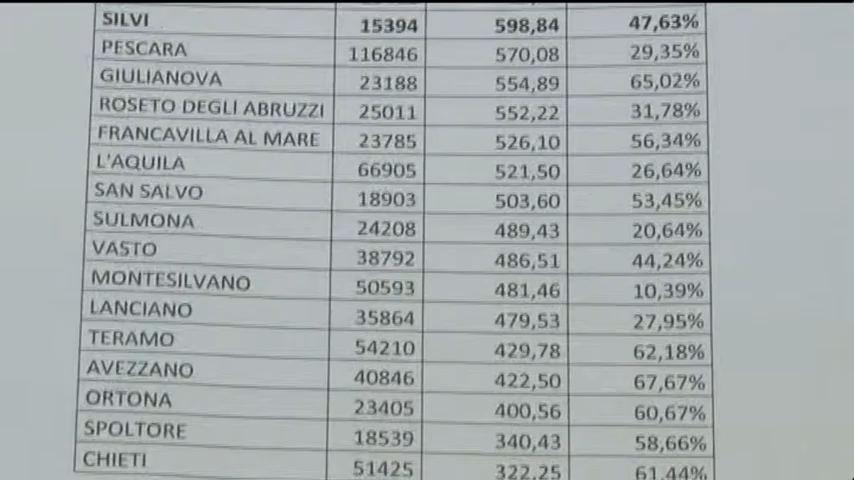 SILVI 15394 598,84 47,63%
PESCARA 116846 570,08 29,35%
GIULIANOVA 23188 554,89 65,02%
ROSETO DEGLI ABRUZZI 25011 552,22 31,78%
FRANCAVILLA AL MARE 23785 526,10 56,34%
L'AQUILA 66905 521,50 26,64%
SAN SALVO 18903 503,60 53,45%
SULMONA 24208 489,43 20,64%
VASTO 38792 486,51 44,24%
MONTESILVANO 50593 481,46 10,39%
LANCIANO 35864 479,53 27,95%
TERAMO 54210 429,78 62,18%
AVEZZANO 40846 422,50 67,67%
ORTONA 23405 400,56 60,67%
SPOLTORE 18539 340,43 58,66%
CHIETI 51425 322,25 61,44%